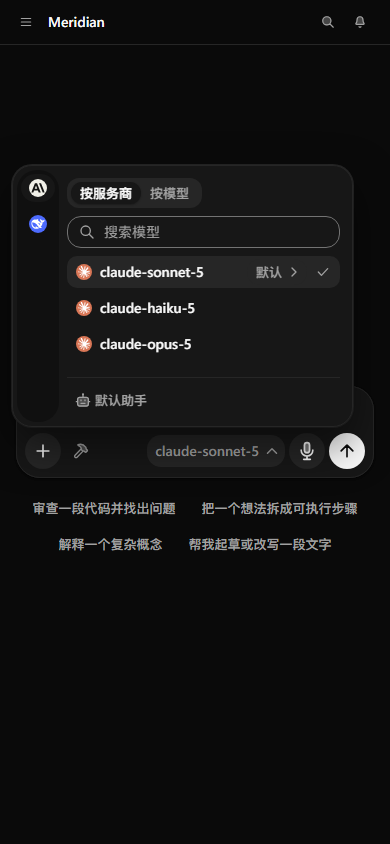 Meridian
按服务商 按模型
搜索模型
claude-sonnet-5 默认
claude-haiku-5
claude-opus-5
默认助手
claude-sonnet-5
审查一段代码并找出问题 把一个想法拆成可执行步骤
解释一个复杂概念 帮我起草或改写一段文字